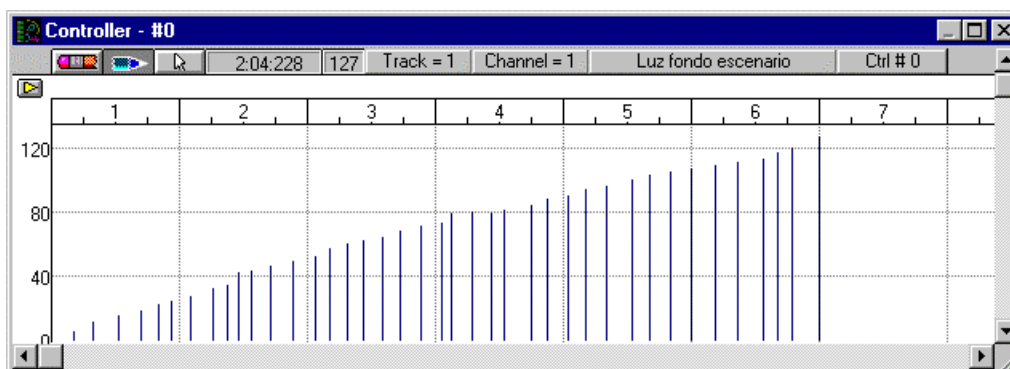 Controller - #0
2:04:228 127 Track = 1 Channel = 1 Luz fondo escenario Ctrl # 0
1 2 3 4 5 6 7
120
80
40
0